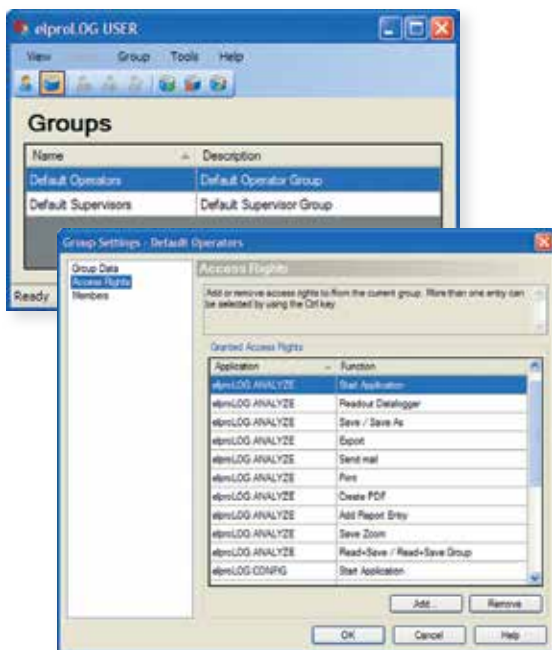 elproLOG USER
View Group Tools Help
Groups
Name Description
Default Operators Default Operator Group
Default Supervisors Default Supervisor Group
Ready
Group Settings - Default Operators
Group Data
Access Rights
Members
Access Rights
Add or remove access rights to/from the current group. More than one entry can
be selected by using the Ctrl key.
Granted Access Rights
Application Function
elproLOG ANALYZE Start Application
elproLOG ANALYZE Readout Datalogger
elproLOG ANALYZE Save / Save As
elproLOG ANALYZE Export
elproLOG ANALYZE Send mail
elproLOG ANALYZE Print
elproLOG ANALYZE Create PDF
elproLOG ANALYZE Add Report Entry
elproLOG ANALYZE Save Zoom
elproLOG ANALYZE Read+Save / Read+Save Group
elproLOG CONFIG Start Application
Add... Remove
OK Cancel Help